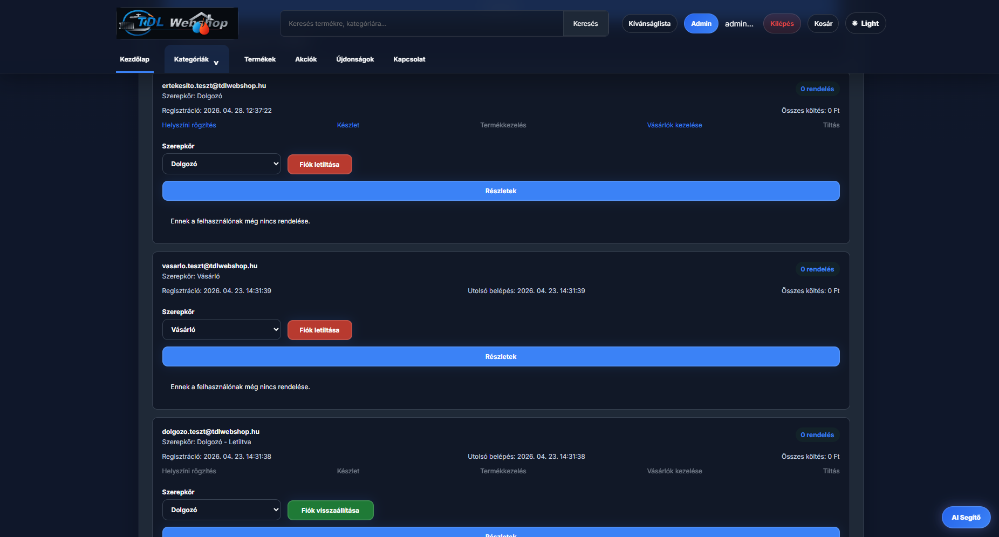 TDL Webshop
Keresés termékre, kategóriára...
Keresés
Kívánságlista
Admin
admin...
Kilépés
Kosár
Light
Kezdőlap
Kategóriák v
Termékek
Akciók
Újdonságok
Kapcsolat
ertekesito.teszt@tdlwebshop.hu
0 rendelés
Szerepkör: Dolgozó
Regisztráció: 2026. 04. 28. 12:37:22
Összes költés: 0 Ft
Helyszíni rögzítés
Készlet
Termékkezelés
Vásárlók kezelése
Tiltás
Szerepkör
Dolgozó
Fiók letiltása
Részletek
Ennek a felhasználónak még nincs rendelése.
vasarlo.teszt@tdlwebshop.hu
0 rendelés
Szerepkör: Vásárló
Regisztráció: 2026. 04. 23. 14:31:39
Utolsó belépés: 2026. 04. 23. 14:31:39
Összes költés: 0 Ft
Szerepkör
Vásárló
Fiók letiltása
Részletek
Ennek a felhasználónak még nincs rendelése.
dolgozo.teszt@tdlwebshop.hu
0 rendelés
Szerepkör: Dolgozó - Letiltva
Regisztráció: 2026. 04. 23. 14:31:38
Utolsó belépés: 2026. 04. 23. 14:31:38
Összes költés: 0 Ft
Helyszíni rögzítés
Készlet
Termékkezelés
Vásárlók kezelése
Tiltás
Szerepkör
Dolgozó
Fiók visszaállítása
Részletek
AI Segítő